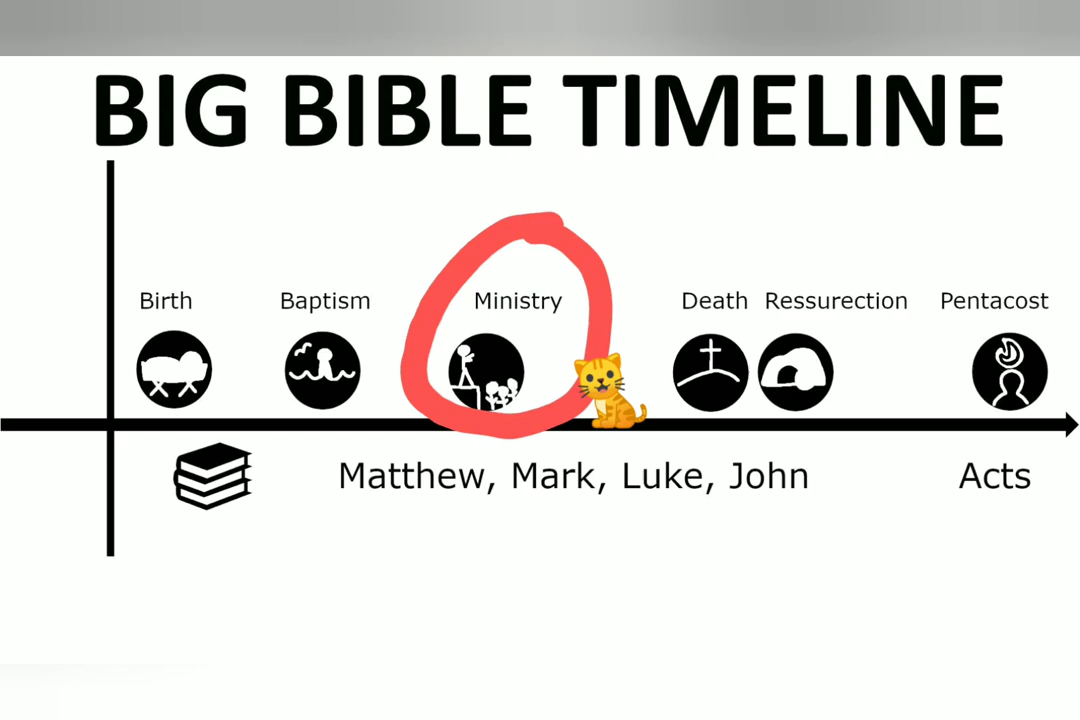 BIG BIBLE TIMELINE
Birth Baptism Ministry Death Ressurection Pentacost
Matthew, Mark, Luke, John Acts